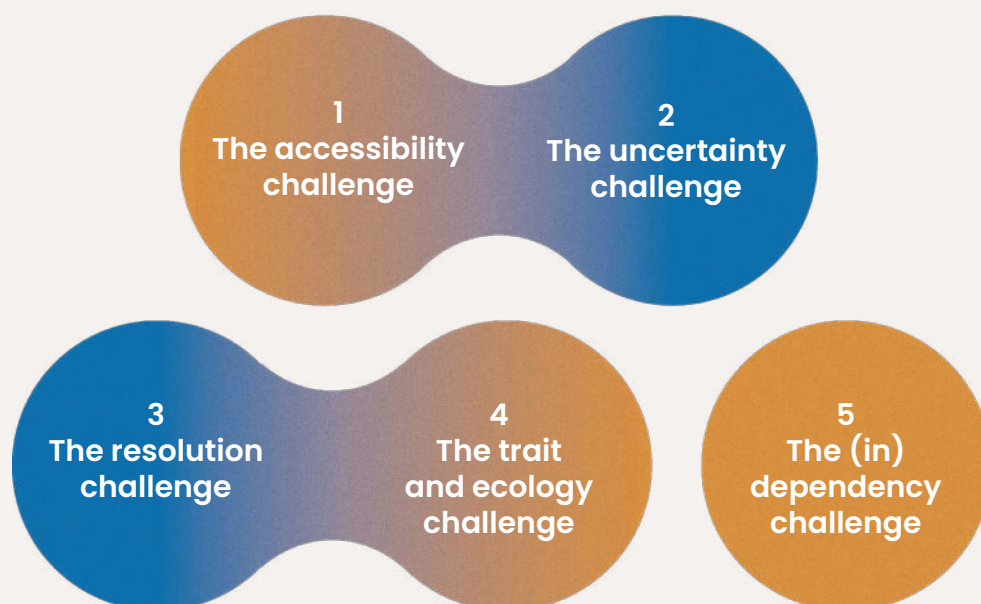 1
The accessibility
challenge
2
The uncertainty
challenge
3
The resolution
challenge
4
The trait
and ecology
challenge
5
The (in)
dependency
challenge